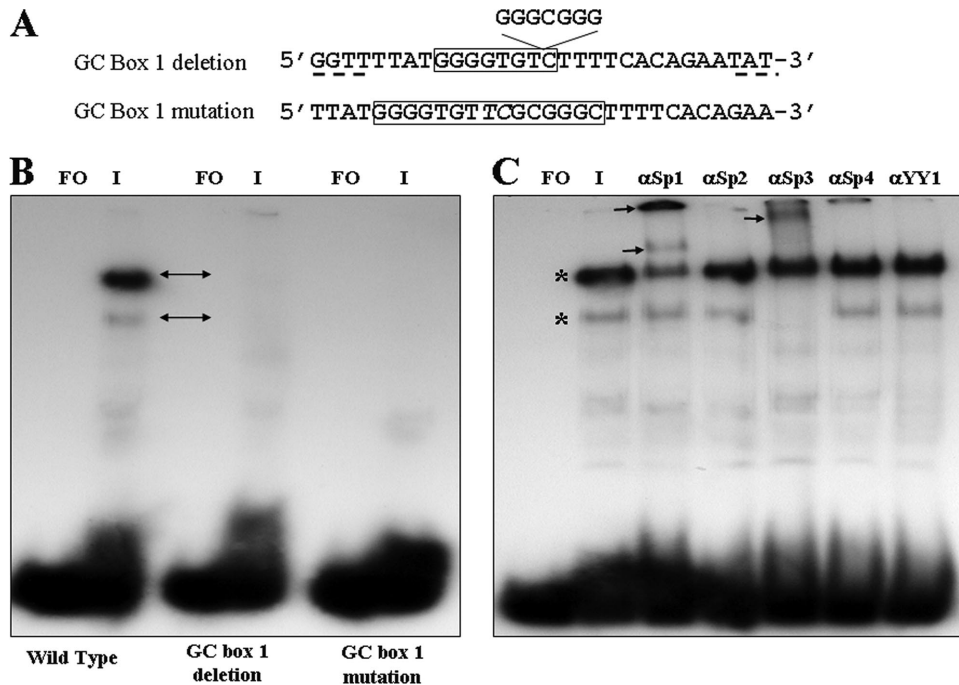 A
GGGCGGG
GC Box 1 deletion 5′GGTTTTATGGGGTGTCTTTTCACAGAATAT-3′
GC Box 1 mutation 5′TTATGGGGTGTTCGCGGGCTTTTCACAGAA-3′
B FO I FO I FO I
C FO I αSp1 αSp2 αSp3 αSp4 αYY1
*
*
Wild Type GC box 1 deletion GC box 1 mutation